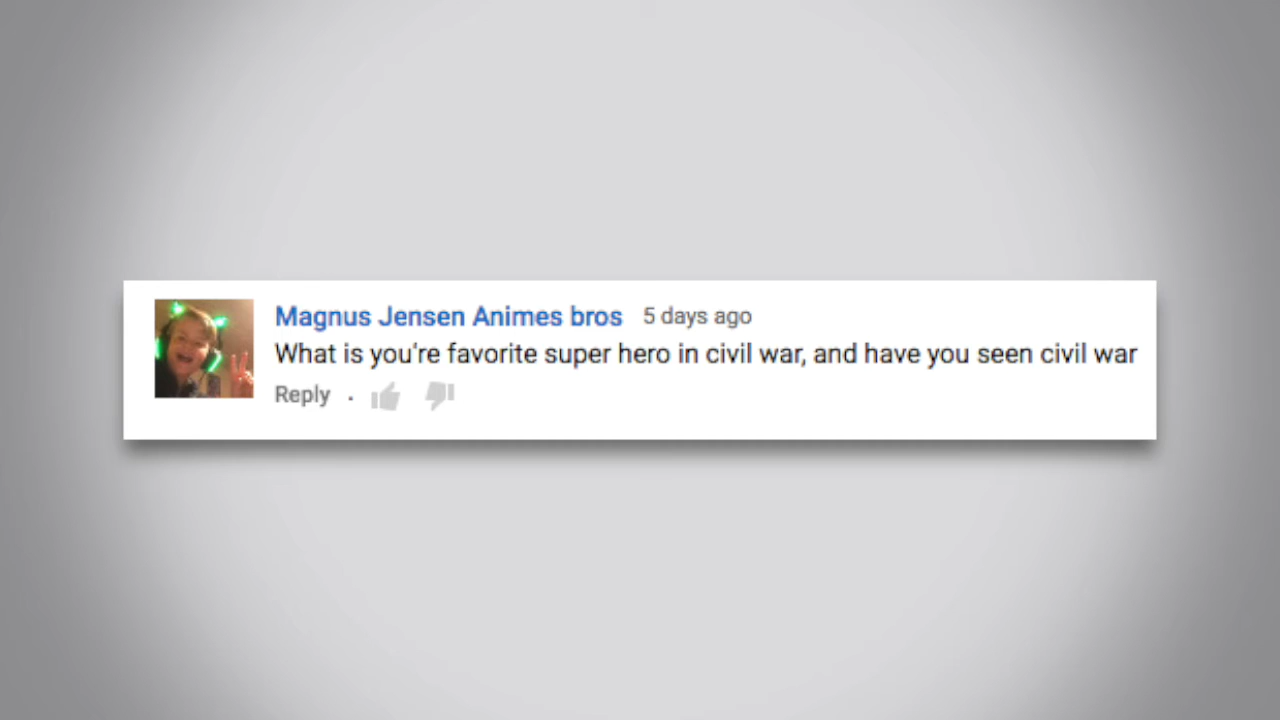 Magnus Jensen Animes bros 5 days ago
What is you're favorite super hero in civil war, and have you seen civil war
Reply .